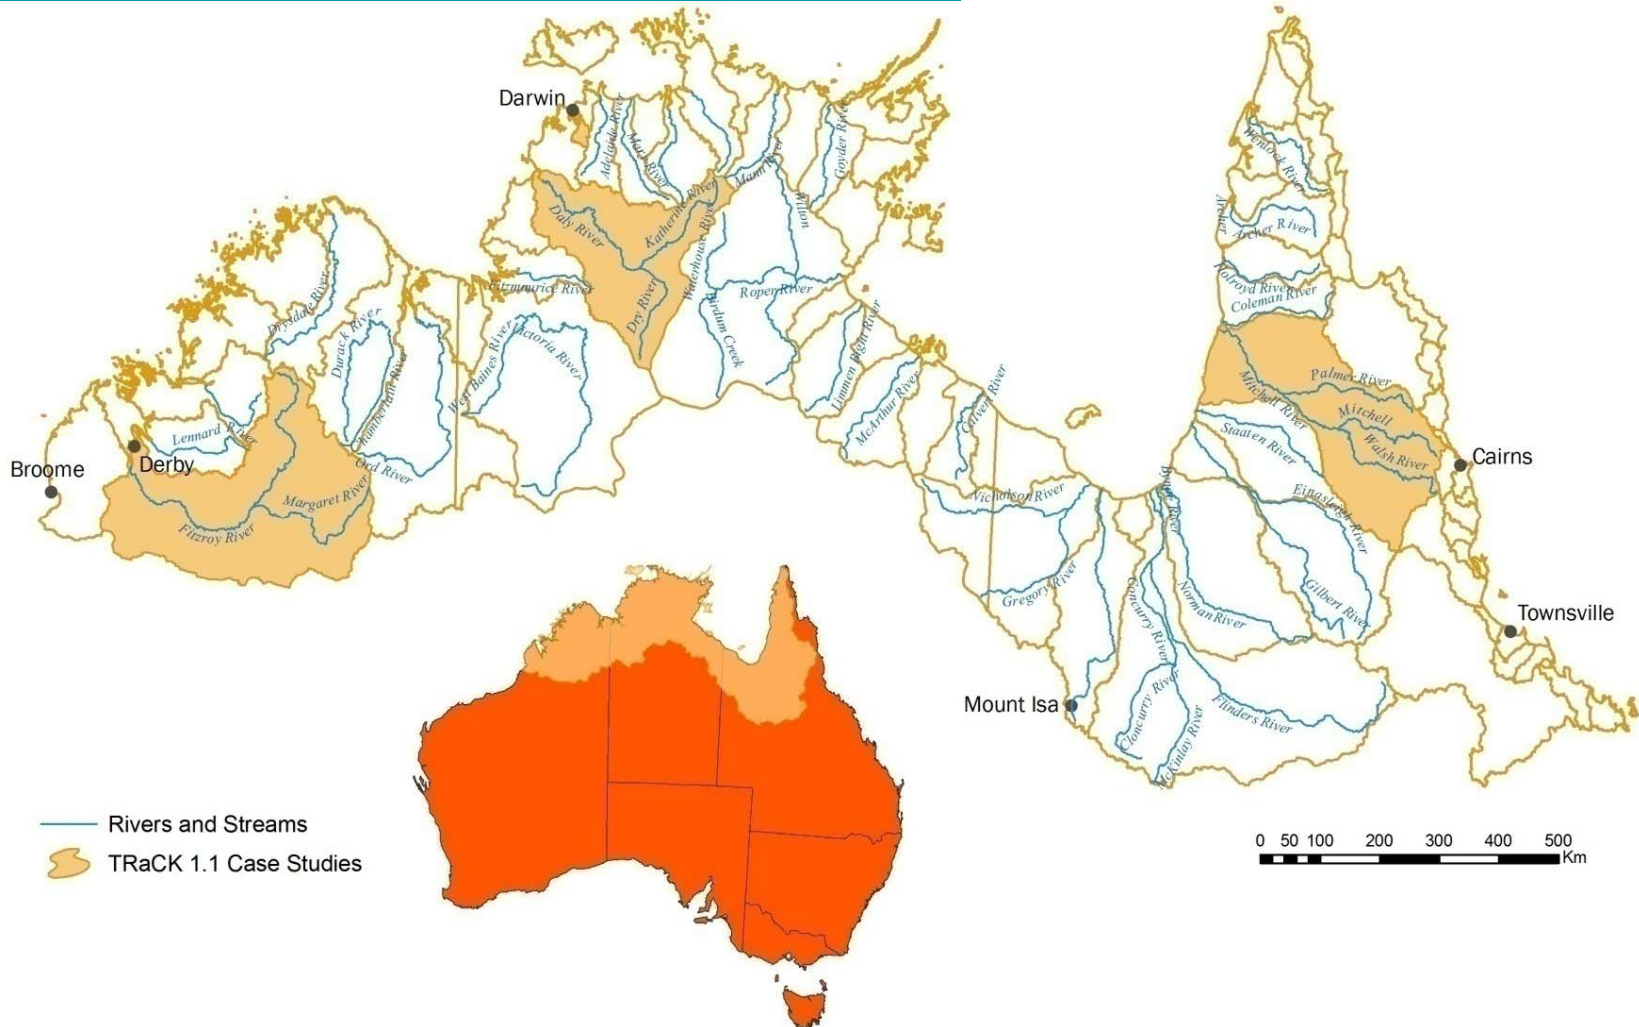 Darwin
Adelaide River
Mary River
Mann River
Goyder River
Katherine River
Daly River
Waterhouse River
Wilton
Fitzmaurice River
Dry River
Roper River
Birdum Creek
Drysdale River
Durack River
Chamberlain River
West Baines River
Victoria River
Limmen Bight River
McArthur River
Calvert River
Lennard River
Ord River
Broome
Derby
Margaret River
Fitzroy River
Wenlock River
Archer
Archer River
Holroyd River
Coleman River
Palmer River
Mitchell River
Mitchell
Walsh River
Staaten River
Cairns
Nicholson River
Bynoe River
Einasleigh River
Gregory River
Cloncurry River
Norman River
Gilbert River
Townsville
Mount Isa
Cloncurry River
McKinlay River
Flinders River
Rivers and Streams
TRaCK 1.1 Case Studies
0 50 100 200 300 400 500
Km